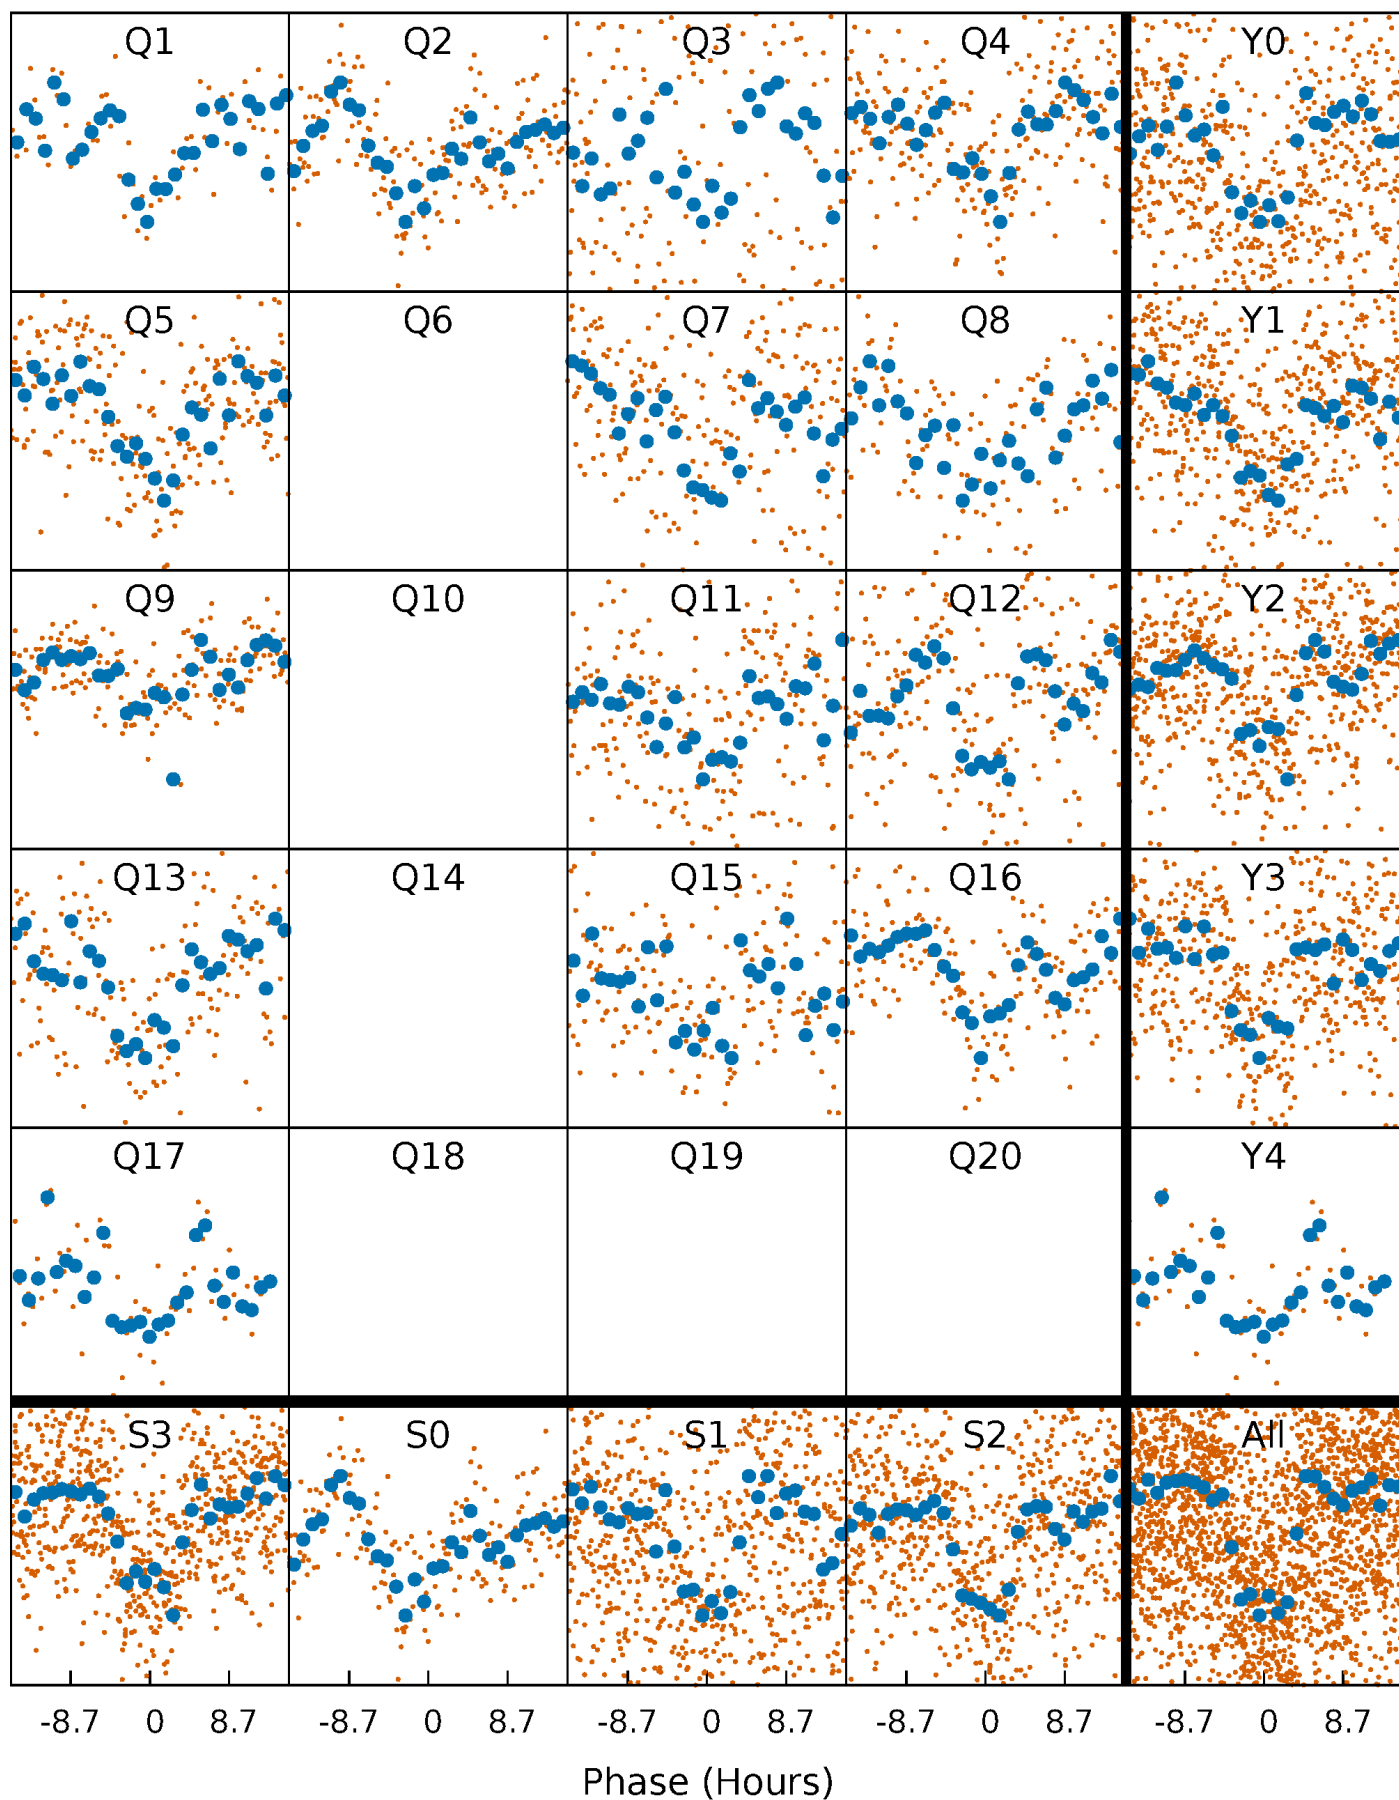 Q1 Q2 Q3 Q4 Y0
Q5 Q6 Q7 Q8 Y1
Q9 Q10 Q11 Q12 Y2
Q13 Q14 Q15 Q16 Y3
Q17 Q18 Q19 Q20 Y4
S3 S0 S1 S2 All
-8.7 0 8.7 -8.7 0 8.7 -8.7 0 8.7 -8.7 0 8.7 -8.7 0 8.7
Phase (Hours)